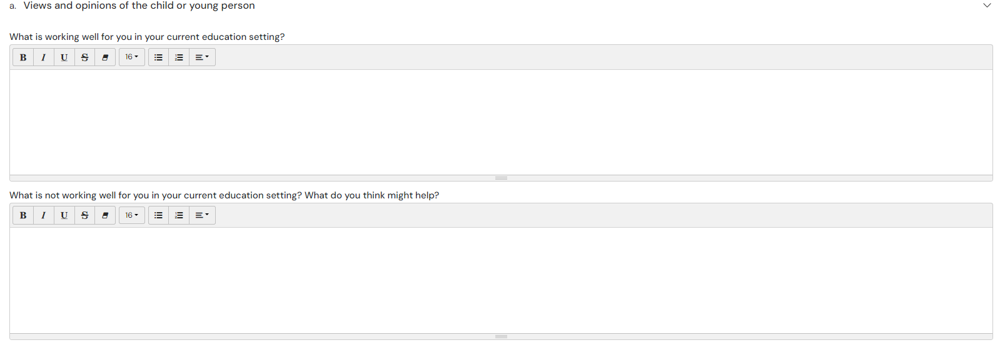 a. Views and opinions of the child or young person
What is working well for you in your current education setting?
B I U S 16
What is not working well for you in your current education setting? What do you think might help?
B I U S 16